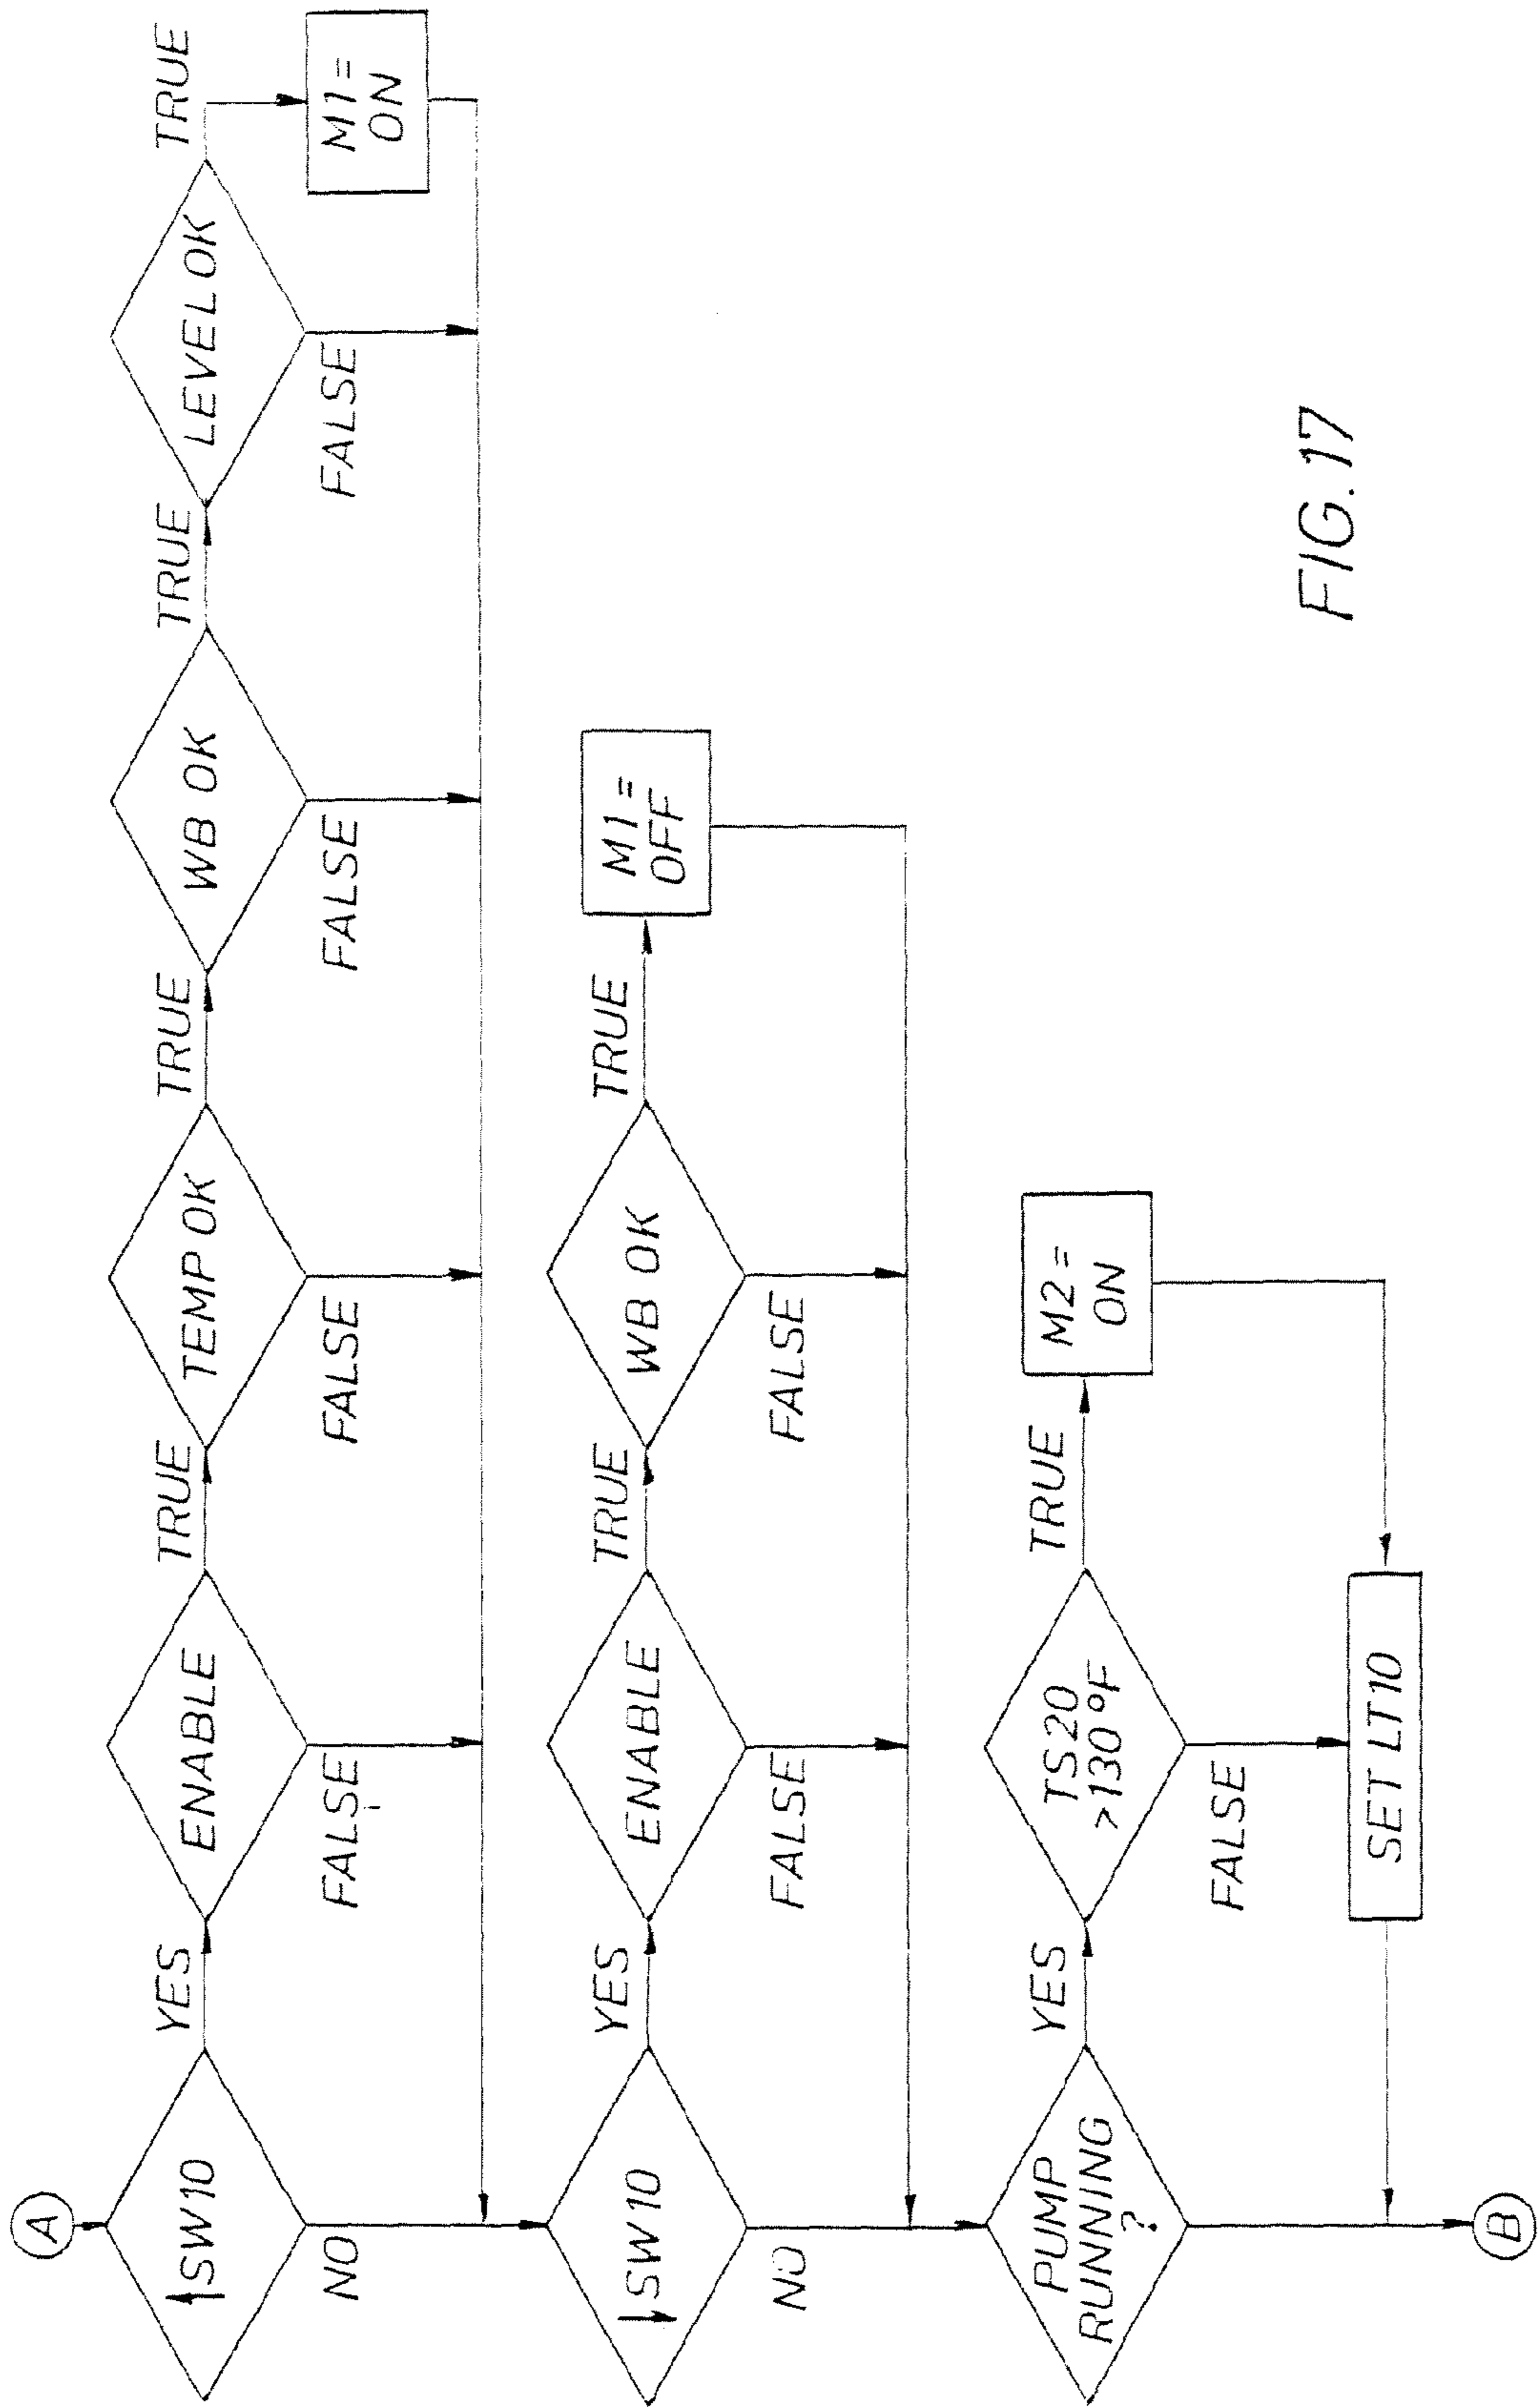 A
↑SW10
YES
NO
ENABLE
TRUE
FALSE
TEMP OK
TRUE
FALSE
WB OK
TRUE
FALSE
LEVEL OK
TRUE
FALSE
M1 =
ON
↓SW10
YES
NO
ENABLE
TRUE
FALSE
WB OK
TRUE
FALSE
M1 =
OFF
PUMP
RUNNING
?
YES
TS20
>130°F
TRUE
FALSE
M2 =
ON
SET LT10
B
FIG. 17